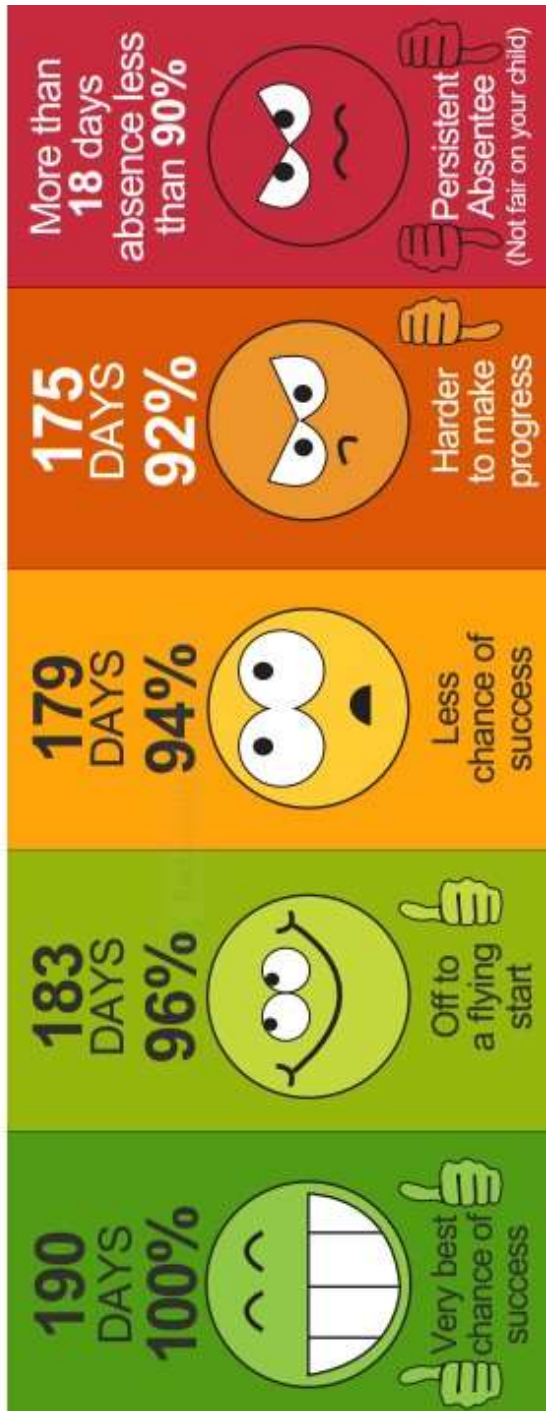 190
DAYS
100%
Very best
chance of
success
183
DAYS
96%
Off to
a flying
start
179
DAYS
94%
Less
chance of
success
175
DAYS
92%
Harder
to make
progress
More than
18 days
absence less
than 90%
Persistent
Absentee
(Not fair on your child)